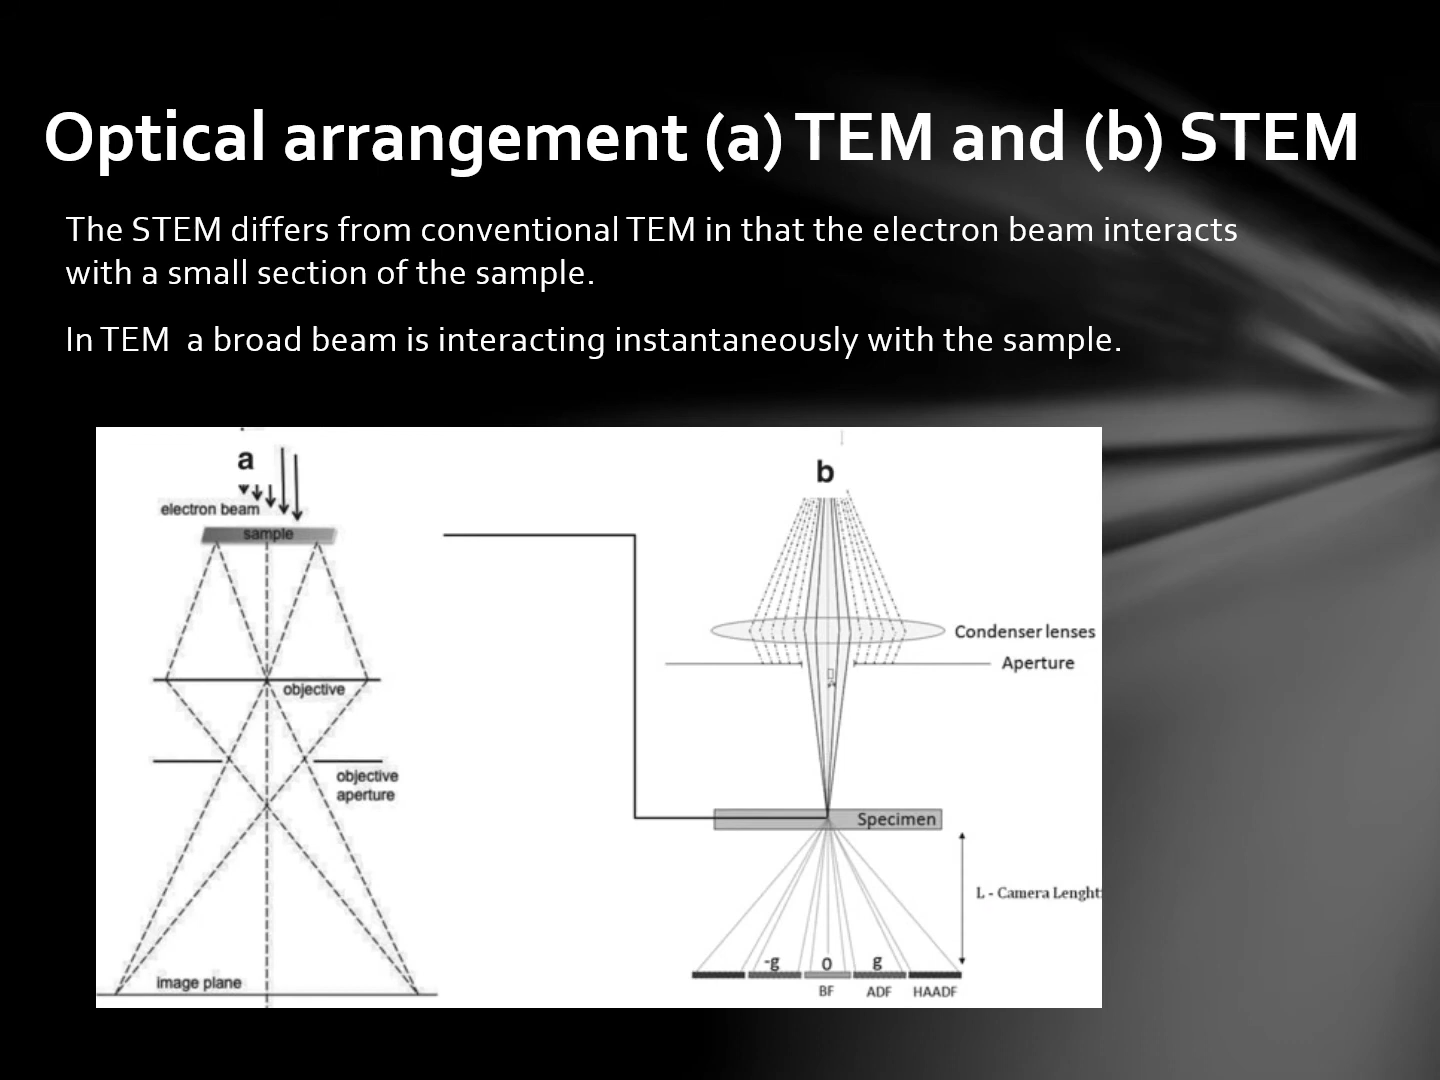 Optical arrangement (a) TEM and (b) STEM
The STEM differs from conventional TEM in that the electron beam interacts
with a small section of the sample.
In TEM  a broad beam is interacting instantaneously with the sample.
a
electron beam
sample
objective
objective
aperture
image plane
b
Condenser lenses
Aperture
Specimen
L - Camera Lenght
-g 0 g
BF ADF HAADF